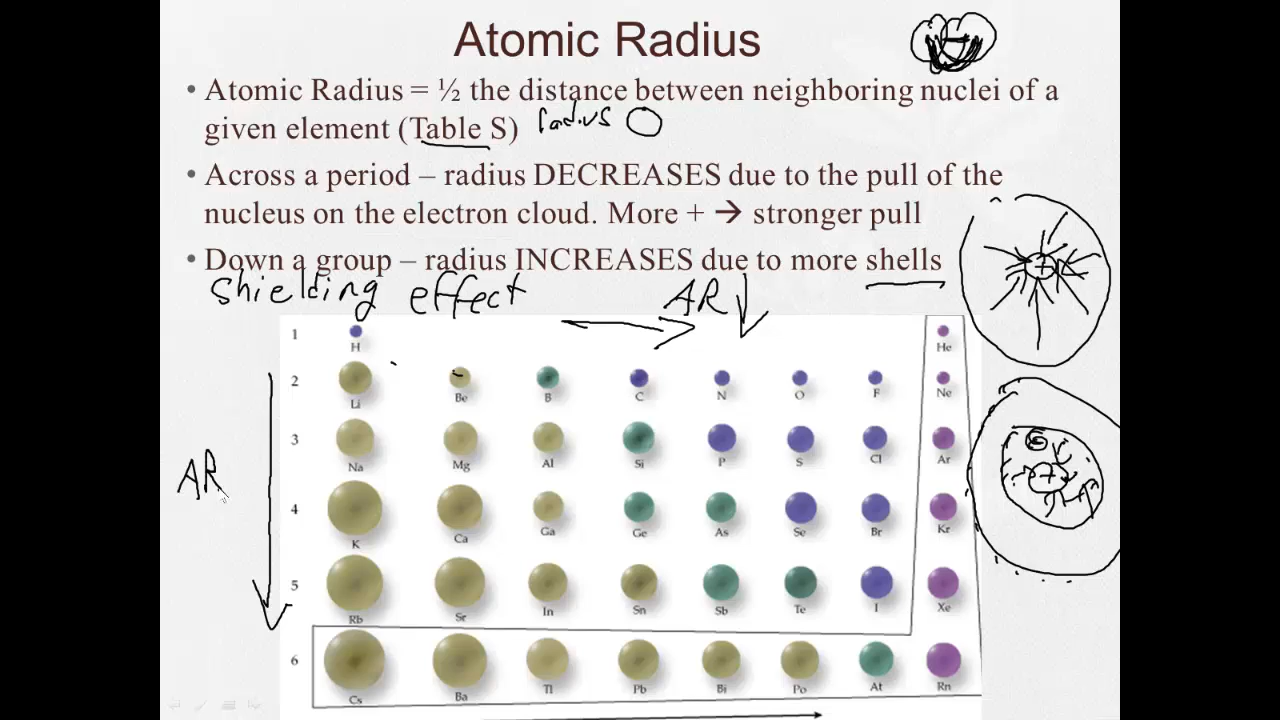 Atomic Radius
• Atomic Radius = ½ the distance between neighboring nuclei of a
given element (Table S) radius
• Across a period – radius DECREASES due to the pull of the
nucleus on the electron cloud. More + → stronger pull
• Down a group – radius INCREASES due to more shells
shielding effect AR
1
H He
2
Li Be B C N O F Ne
3
Na Mg Al Si P S Cl Ar
AR
4
K Ca Ga Ge As Se Br Kr
5
Rb Sr In Sn Sb Te I Xe
6
Cs Ba Tl Pb Bi Po At Rn